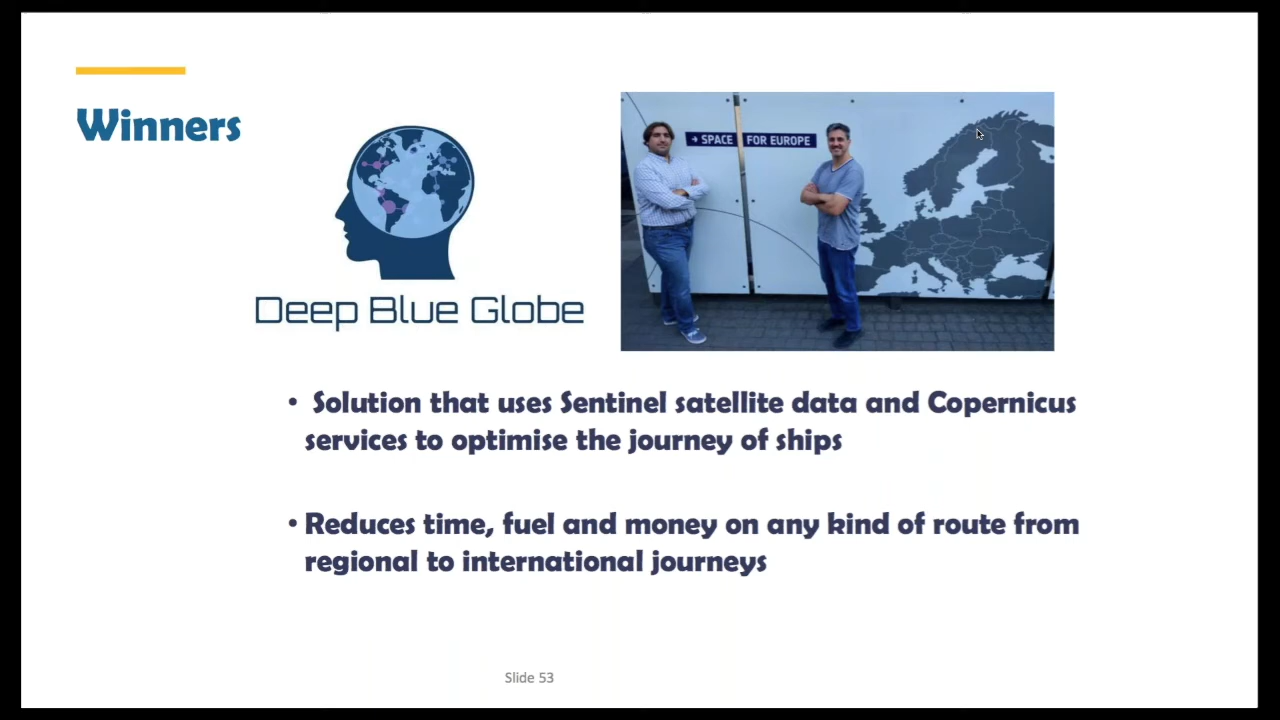 Winners
→ SPACE FOR EUROPE
Deep Blue Globe
• Solution that uses Sentinel satellite data and Copernicus
services to optimise the journey of ships
• Reduces time, fuel and money on any kind of route from
regional to international journeys
Slide 53